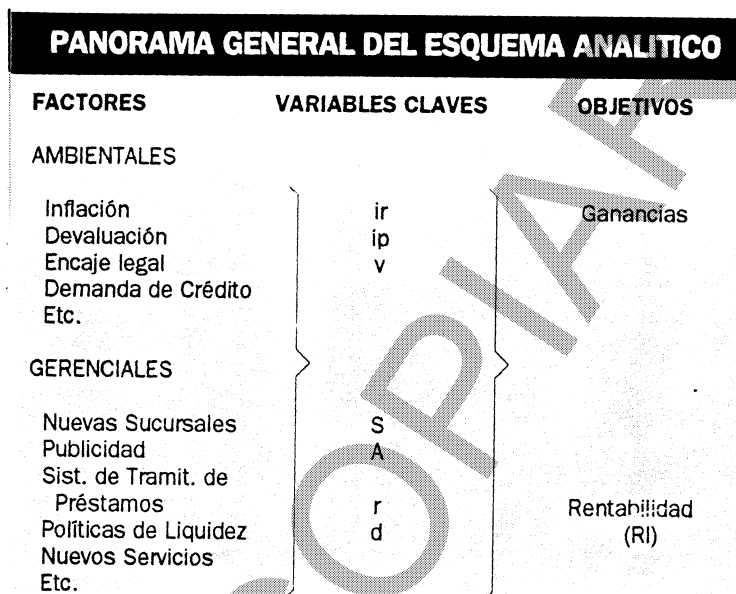 PANORAMA GENERAL DEL ESQUEMA ANALITICO
FACTORES VARIABLES CLAVES OBJETIVOS
AMBIENTALES
Inflación ir Ganancias
Devaluación ip
Encaje legal v
Demanda de Crédito
Etc.
GERENCIALES
Nuevas Sucursales S
Publicidad A
Sist. de Tramit. de
Préstamos r Rentabilidad
Políticas de Liquidez d (RI)
Nuevos Servicios
Etc.